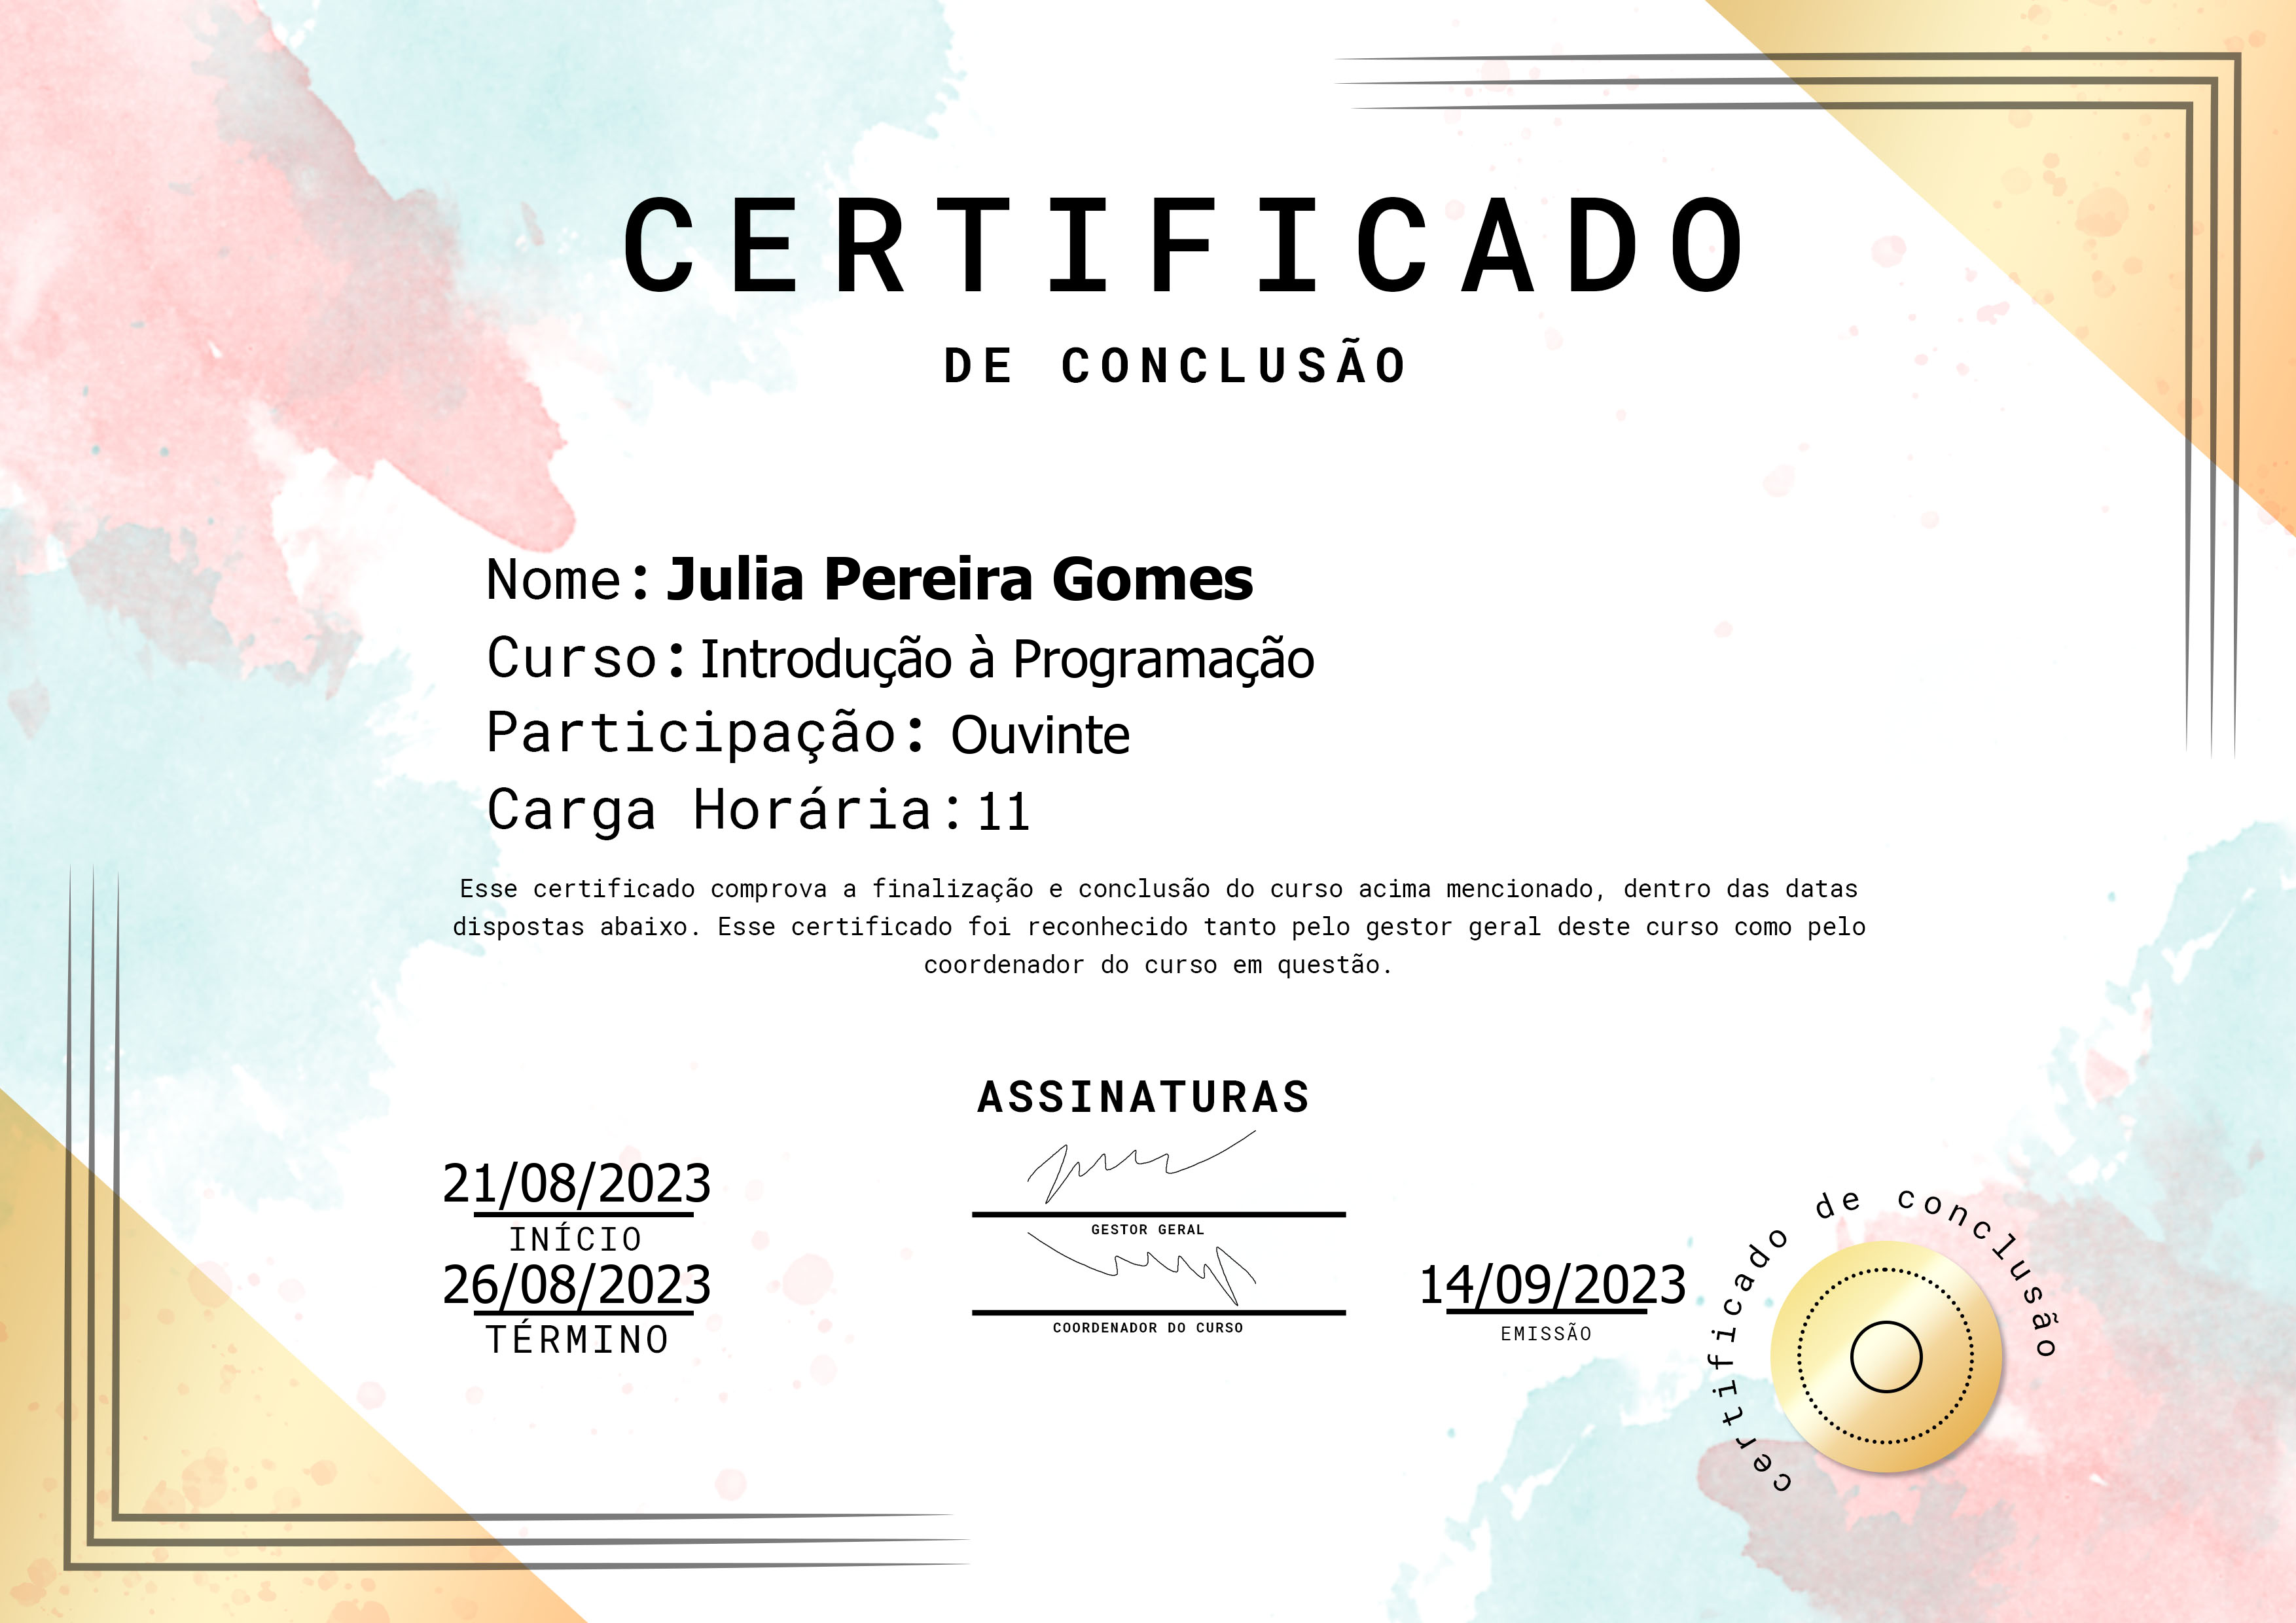 CERTIFICADO
DE CONCLUSÃO
Nome: Julia Pereira Gomes
Curso: Introdução à Programação
Participação: Ouvinte
Carga Horária: 11
Esse certificado comprova a finalização e conclusão do curso acima mencionado, dentro das datas
dispostas abaixo. Esse certificado foi reconhecido tanto pelo gestor geral deste curso como pelo
coordenador do curso em questão.
ASSINATURAS
21/08/2023
INÍCIO
26/08/2023
TÉRMINO
GESTOR GERAL
COORDENADOR DO CURSO
14/09/2023
EMISSÃO
certificado de conclusão